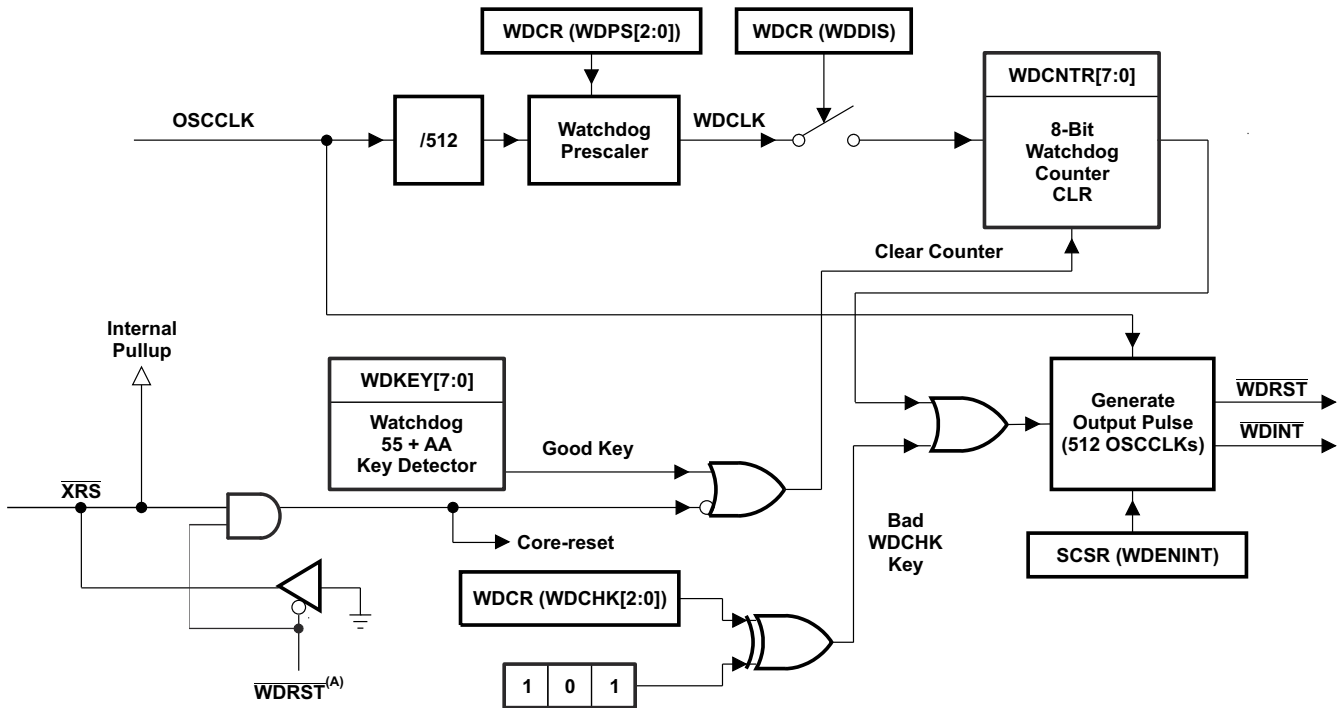 WDCR (WDPS[2:0])
WDCR (WDDIS)
WDCNTR[7:0]
OSCCLK
/512
Watchdog
Prescaler
WDCLK
8-Bit
Watchdog
Counter
CLR
Clear Counter
Internal
Pullup
WDKEY[7:0]
Watchdog
55 + AA
Key Detector
Good Key
Generate
Output Pulse
(512 OSCCLKs)
WDRST
WDINT
XRS
Core-reset
Bad
WDCHK
Key
SCSR (WDENINT)
WDCR (WDCHK[2:0])
WDRST(A)
1 0 1